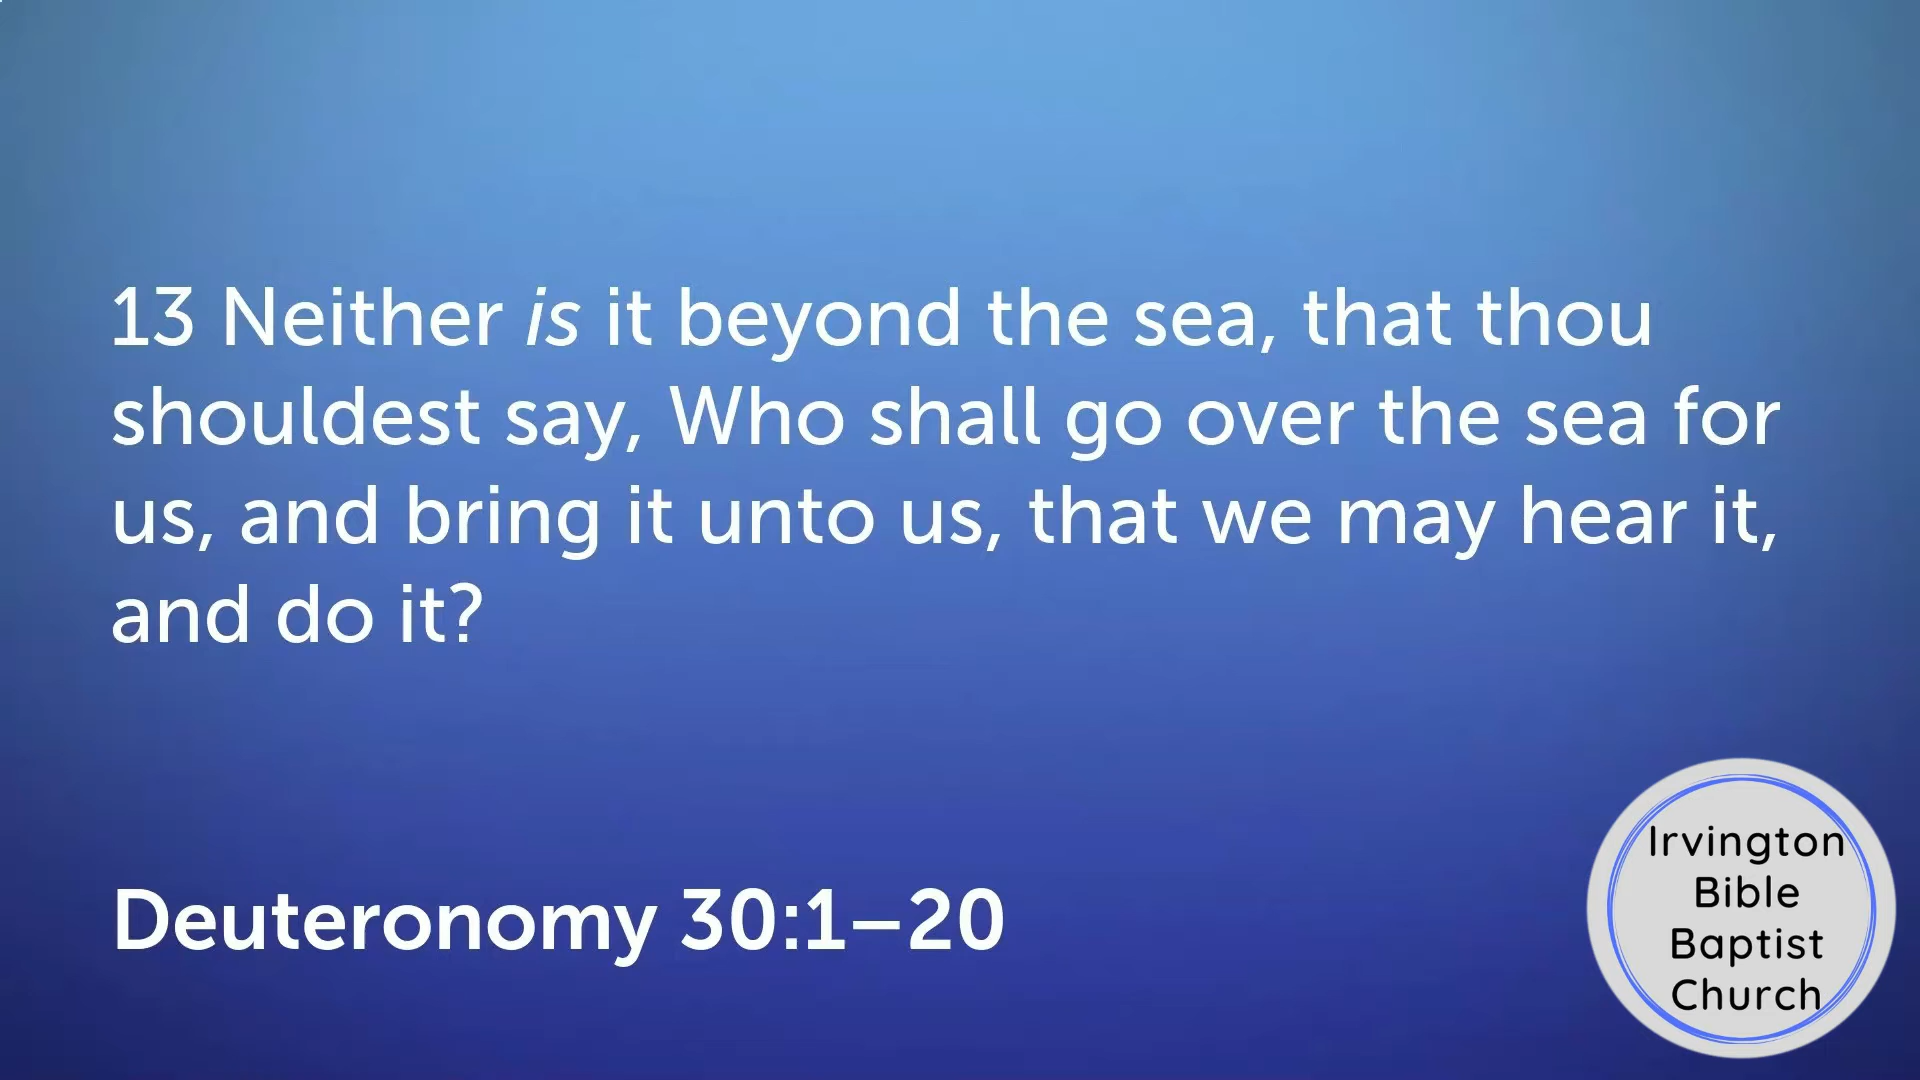 13 Neither is it beyond the sea, that thou
shouldest say, Who shall go over the sea for
us, and bring it unto us, that we may hear it,
and do it?
Deuteronomy 30:1–20
Irvington
Bible
Baptist
Church